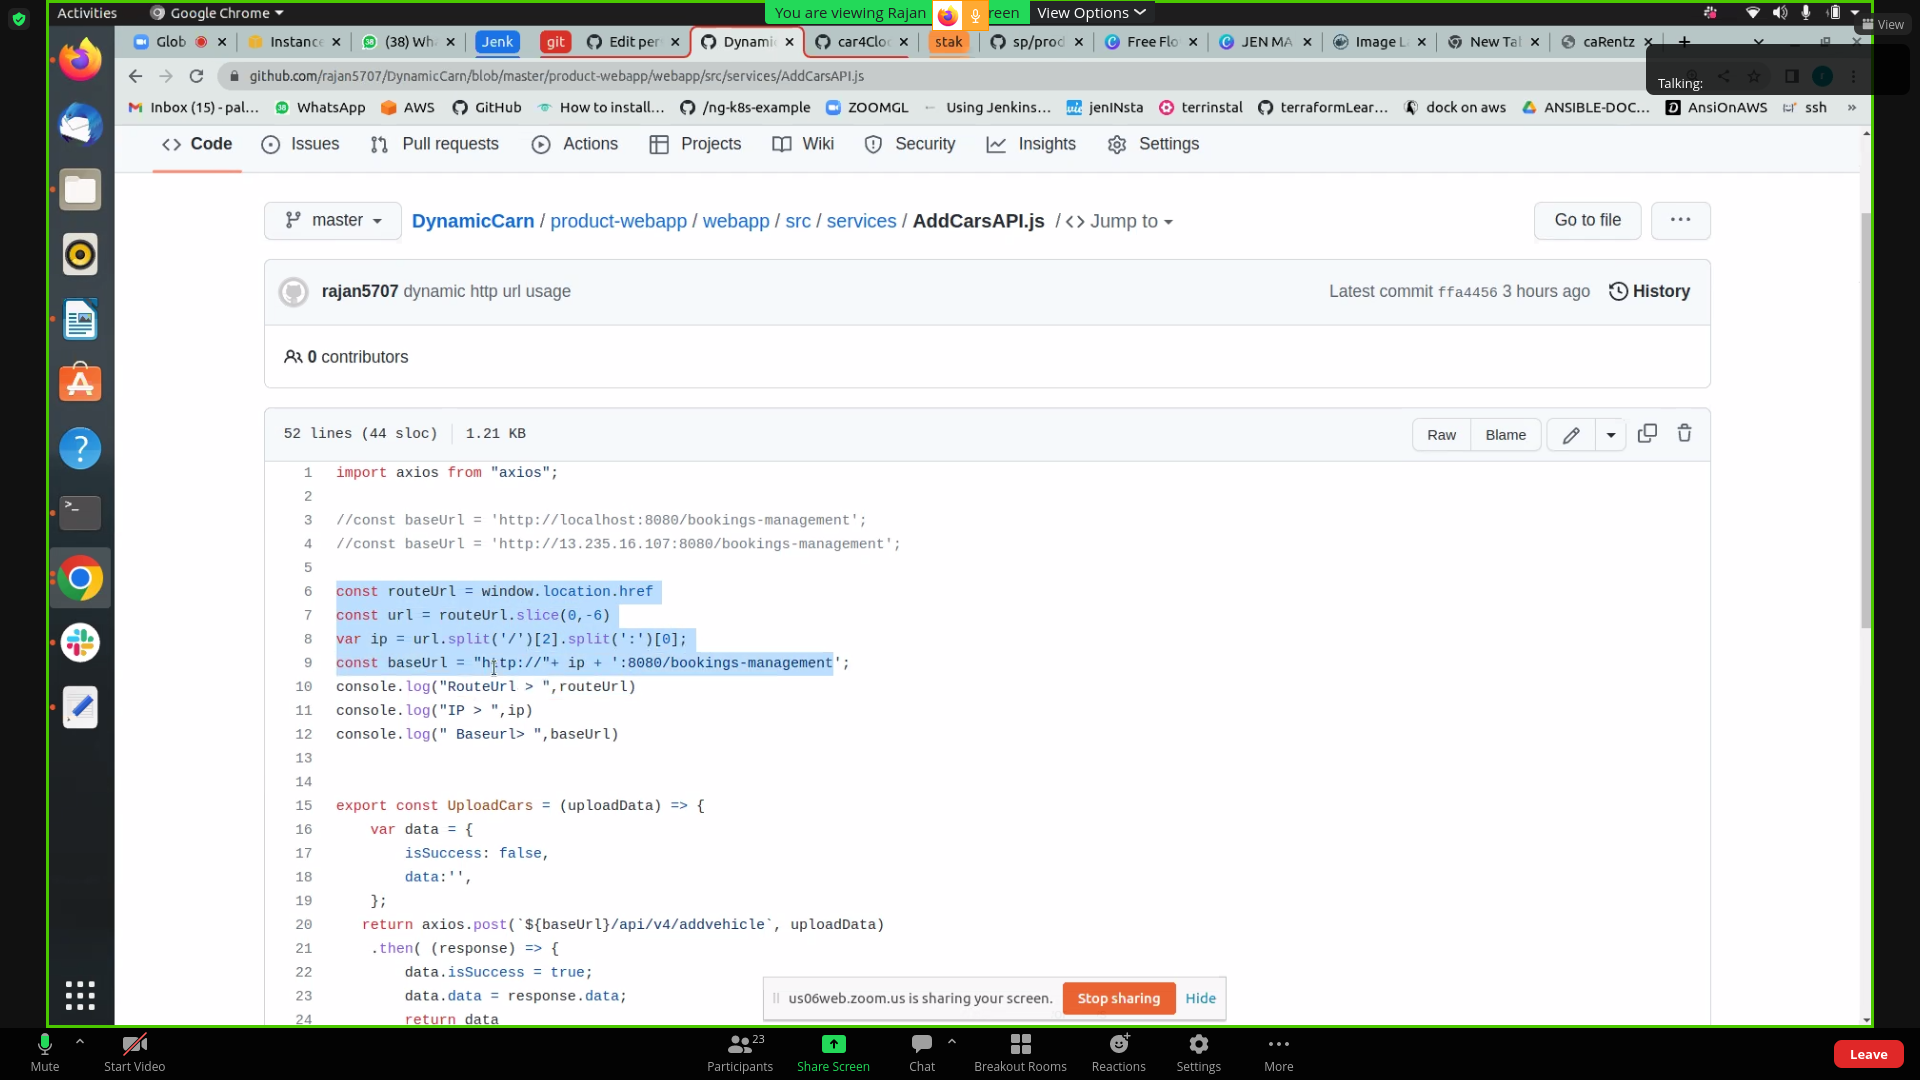 Activities
Google Chrome
You are viewing Rajan
reen
View Options
View
Glob
Instance
(38) Wh
Jenk
git
Edit per
Dynami
car4Clo
stak
sp/prod
Free Flo
JEN MA
Image L
New Ta
caRentz
github.com/rajan5707/DynamicCarn/blob/master/product-webapp/webapp/src/services/AddCarsAPI.js
Talking:
Inbox (15) - pal...
WhatsApp
AWS
GitHub
How to install...
/ng-k8s-example
ZOOMGL
Using Jenkins...
jenINsta
terrinstal
terraformLear...
dock on aws
ANSIBLE-DOC...
AnsiOnAWS
ssh
»
Code
Issues
Pull requests
Actions
Projects
Wiki
Security
Insights
Settings
master
DynamicCarn / product-webapp / webapp / src / services / AddCarsAPI.js / <> Jump to
Go to file
...
rajan5707 dynamic http url usage
Latest commit ffa4456 3 hours ago
History
0 contributors
52 lines (44 sloc)
1.21 KB
Raw
Blame
1 import axios from "axios";
2
3 //const baseUrl = 'http://localhost:8080/bookings-management';
4 //const baseUrl = 'http://13.235.16.107:8080/bookings-management';
5
6 const routeUrl = window.location.href
7 const url = routeUrl.slice(0,-6)
8 var ip = url.split('/')[2].split(':')[0];
9 const baseUrl = "http://"+ ip + ':8080/bookings-management';
10 console.log("RouteUrl > ",routeUrl)
11 console.log("IP > ",ip)
12 console.log(" Baseurl> ",baseUrl)
13
14
15 export const UploadCars = (uploadData) => {
16 var data = {
17 isSuccess: false,
18 data:'',
19 };
20 return axios.post(`${baseUrl}/api/v4/addvehicle`, uploadData)
21 .then( (response) => {
22 data.isSuccess = true;
23 data.data = response.data;
24 return data
us06web.zoom.us is sharing your screen.
Stop sharing
Hide
Mute
Start Video
23
Participants
Share Screen
Chat
Breakout Rooms
Reactions
Settings
More
Leave